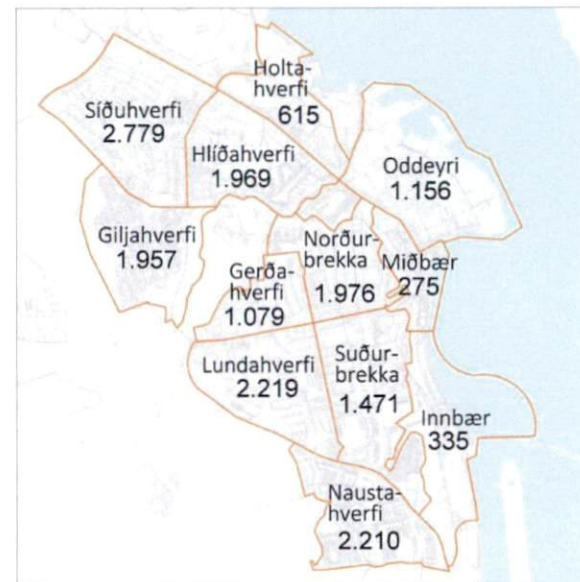 Holta-
hverfi
615
Síðuhverfi
2.779
Hlíðahverfi
1.969
Oddeyri
1.156
Giljahverfi
1.957
Norður-
brekka
1.976
Miðbær
275
Gerða-
hverfi
1.079
Lundahverfi
2.219
Suður-
brekka
1.471
Innbær
335
Nausta-
hverfi
2.210